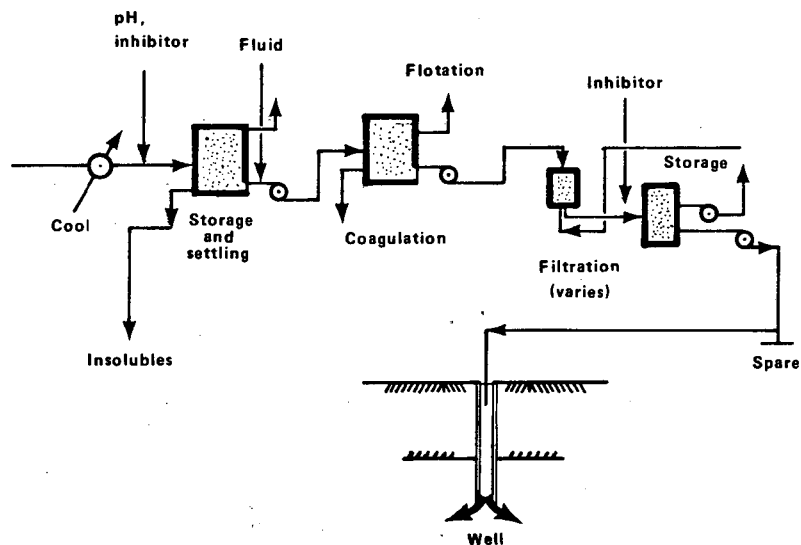 pH,
inhibitor
Fluid
Flotation
Inhibitor
Storage
Cool
Storage
and
settling
Coagulation
Filtration
(varies)
Insolubles
Spare
Well